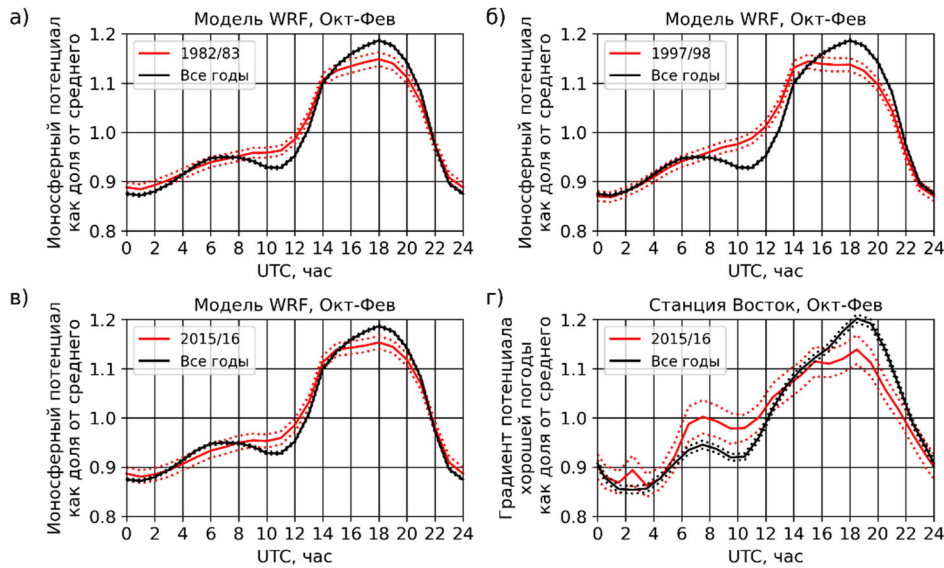 а)
Модель WRF, Окт-Фев
Ионосферный потенциал
как доля от среднего
1.2
1.1
1.0
0.9
0.8
1982/83
Все годы
0 2 4 6 8 10 12 14 16 18 20 22 24
UTC, час
б)
Модель WRF, Окт-Фев
Ионосферный потенциал
как доля от среднего
1.2
1.1
1.0
0.9
0.8
1997/98
Все годы
0 2 4 6 8 10 12 14 16 18 20 22 24
UTC, час
в)
Модель WRF, Окт-Фев
Ионосферный потенциал
как доля от среднего
1.2
1.1
1.0
0.9
0.8
2015/16
Все годы
0 2 4 6 8 10 12 14 16 18 20 22 24
UTC, час
г)
Станция Восток, Окт-Фев
Градиент потенциала
хорошей погоды
как доля от среднего
1.2
1.1
1.0
0.9
0.8
2015/16
Все годы
0 2 4 6 8 10 12 14 16 18 20 22 24
UTC, час